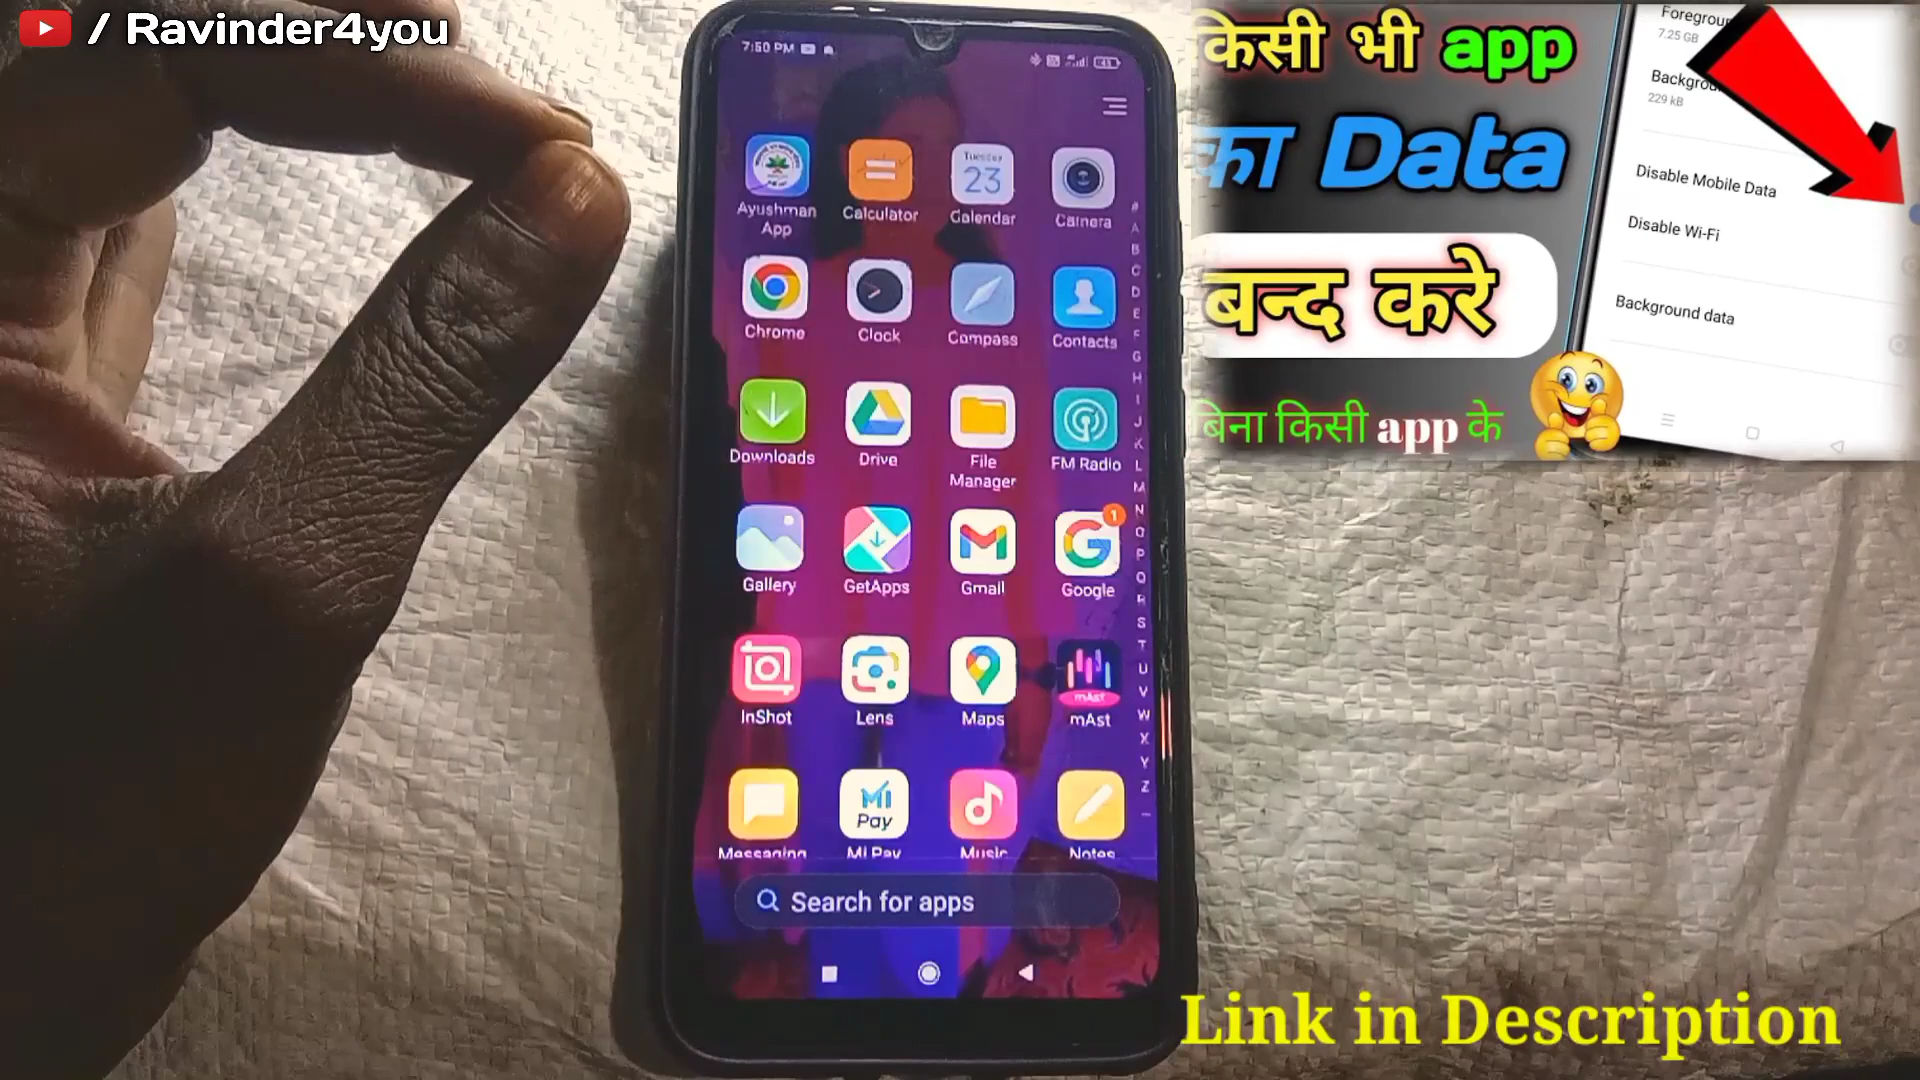 / Ravinder4you
7:50 PM
Ayushman App
Calculator
Tuesday
23
Calendar
Camera
Chrome
Clock
Compass
Contacts
Downloads
Drive
File Manager
FM Radio
Gallery
GetApps
Gmail
1
Google
InShot
Lens
Maps
mAst
mAst
Messaging
Mi Pay
Mi Pay
Music
Notes
Search for apps
#
A
B
C
D
E
F
G
H
I
J
K
L
M
N
O
P
Q
R
S
T
U
V
W
X
Y
Z
किसी भी app
का Data
बन्द करे
बिना किसी app के
7.25 GB
229 kB
Disable Mobile Data
Disable Wi-Fi
Background data
Link in Description